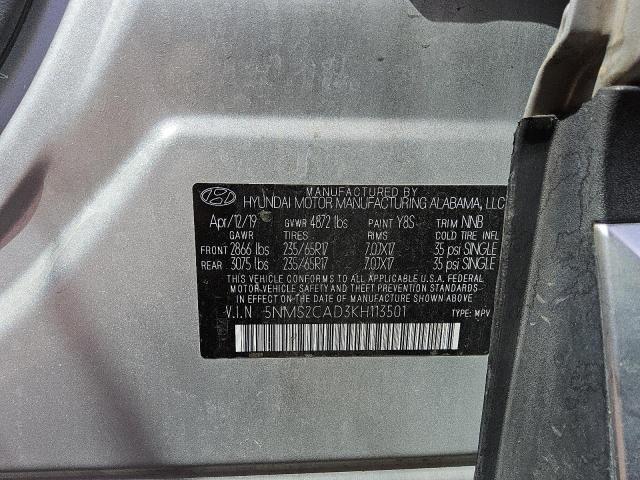 MANUFACTURED BY
HYUNDAI MOTOR MANUFACTURING ALABAMA, LLC
Apr/12/19 GVWR 4872 lbs PAINT Y8S TRIM NNB
GAWR TIRES RIMS COLD TIRE INFL
FRONT 2866 lbs 235/65R17 7.0JX17 35 psi SINGLE
REAR 3075 lbs 235/65R17 7.0JX17 35 psi SINGLE
THIS VEHICLE CONFORMS TO ALL APPLICABLE U.S.A. FEDERAL
MOTOR VEHICLE SAFETY AND THEFT PREVENTION STANDARDS
IN EFFECT ON THE DATE OF MANUFACTURE SHOWN ABOVE.
V.I.N 5NMS2CAD3KH113501 TYPE: MPV